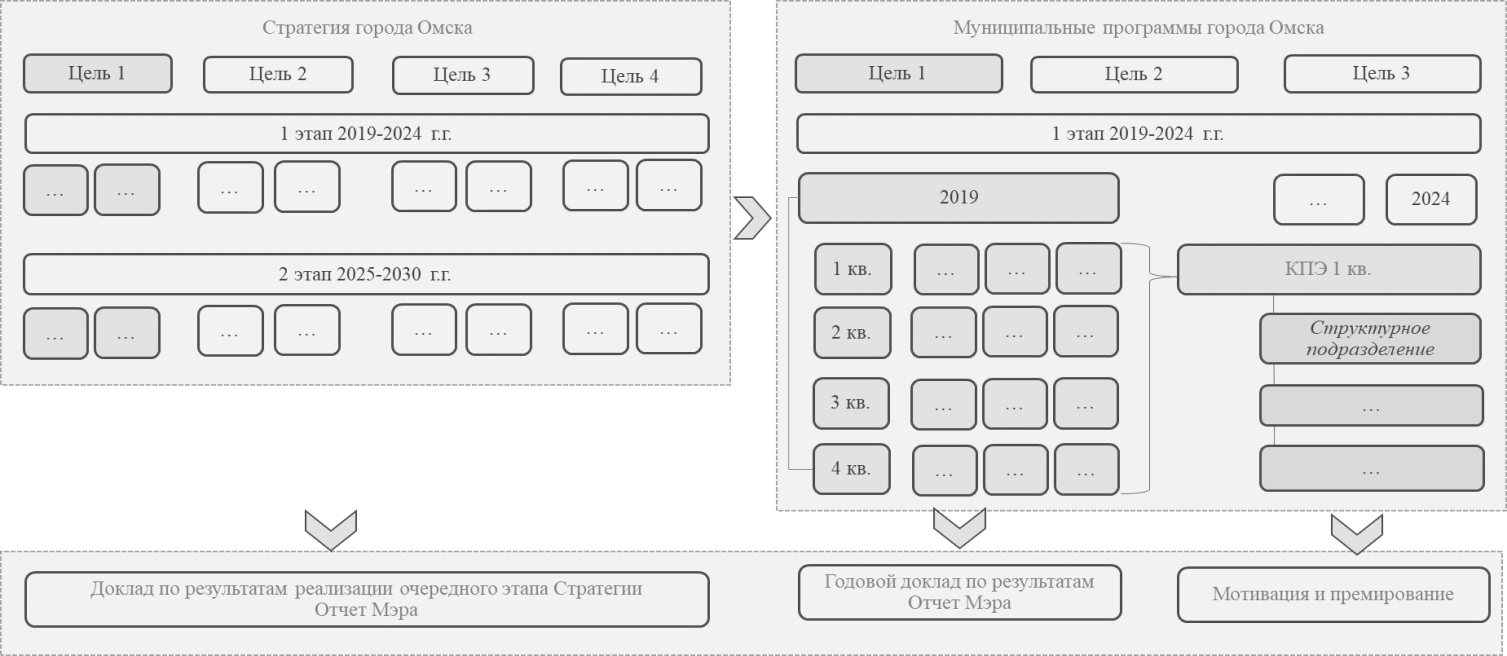 Стратегия города Омска
Цель 1 Цель 2 Цель 3 Цель 4
1 этап 2019-2024 г.г.
… … … … … … … …
2 этап 2025-2030 г.г.
… … … … … … … …
Муниципальные программы города Омска
Цель 1 Цель 2 Цель 3
1 этап 2019-2024 г.г.
2019 … 2024
1 кв. … … …
2 кв. … … …
3 кв. … … …
4 кв. … … …
КПЭ 1 кв.
Структурное
подразделение
…
…
Доклад по результатам реализации очередного этапа Стратегии
Отчет Мэра
Годовой доклад по результатам
Отчет Мэра
Мотивация и премирование